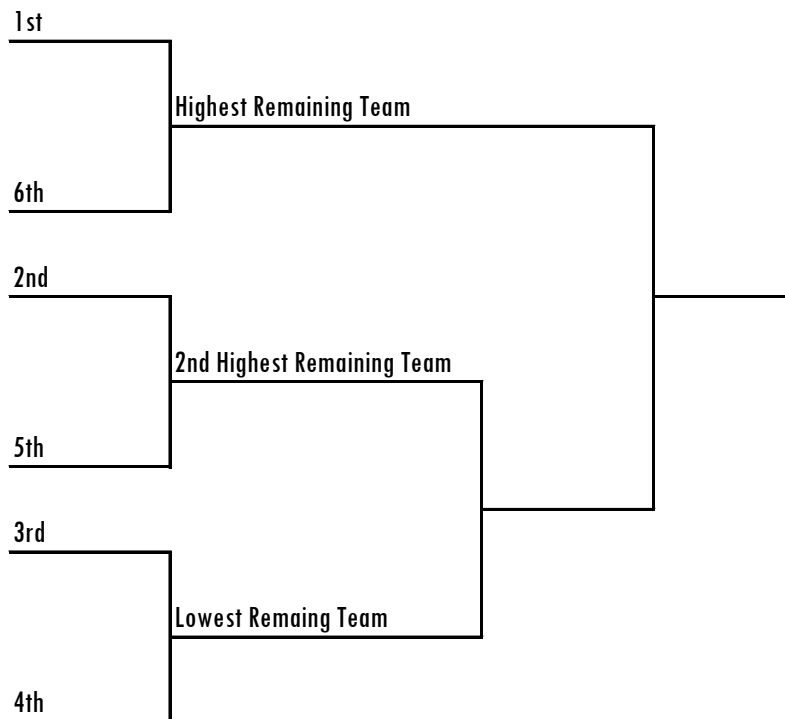 1st
Highest Remaining Team
6th
2nd
2nd Highest Remaining Team
5th
3rd
Lowest Remaing Team
4th